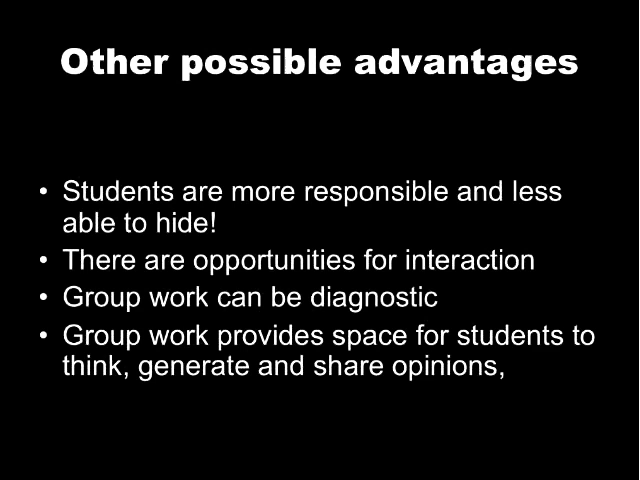 Other possible advantages
• Students are more responsible and less
able to hide!
• There are opportunities for interaction
• Group work can be diagnostic
• Group work provides space for students to
think, generate and share opinions,